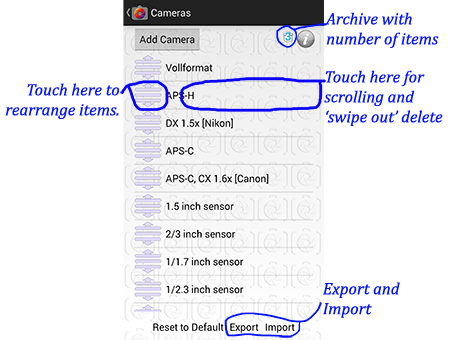 Cameras
Archive with
number of items
Add Camera
3
i
Vollformat
Touch here to
rearrange items.
APS-H
Touch here for
scrolling and
'swipe out' delete
DX 1.5x [Nikon]
APS-C
APS-C, CX 1.6x [Canon]
1.5 inch sensor
2/3 inch sensor
1/1.7 inch sensor
1/2.3 inch sensor
Export and
Import
Reset to Default Export Import